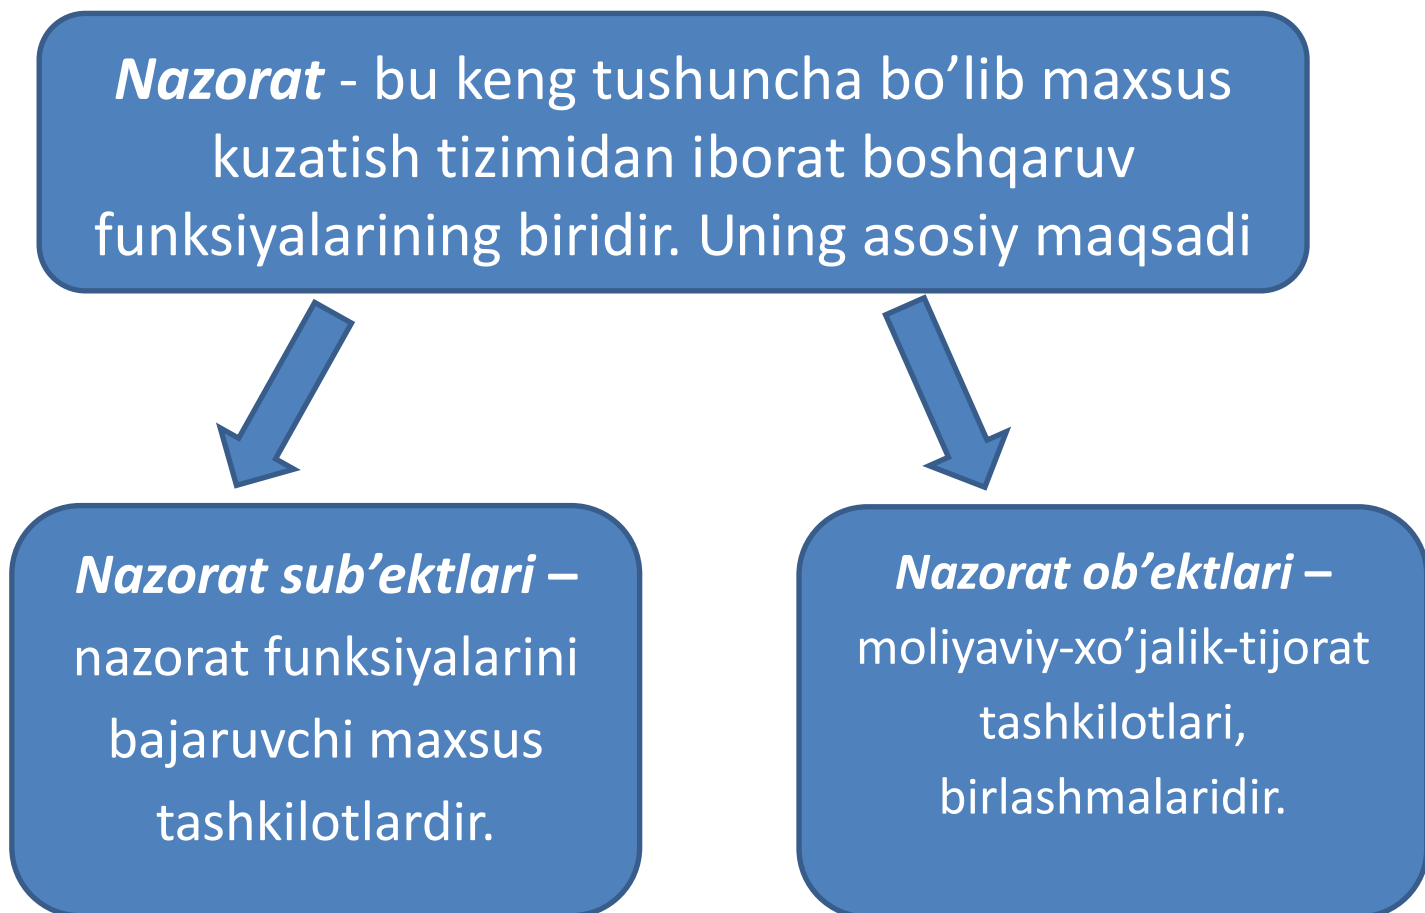 Nazorat - bu keng tushuncha bo’lib maxsus
kuzatish tizimidan iborat boshqaruv
funksiyalarining biridir. Uning asosiy maqsadi
Nazorat sub’ektlari –
nazorat funksiyalarini
bajaruvchi maxsus
tashkilotlardir.
Nazorat ob’ektlari –
moliyaviy-xo’jalik-tijorat
tashkilotlari,
birlashmalaridir.